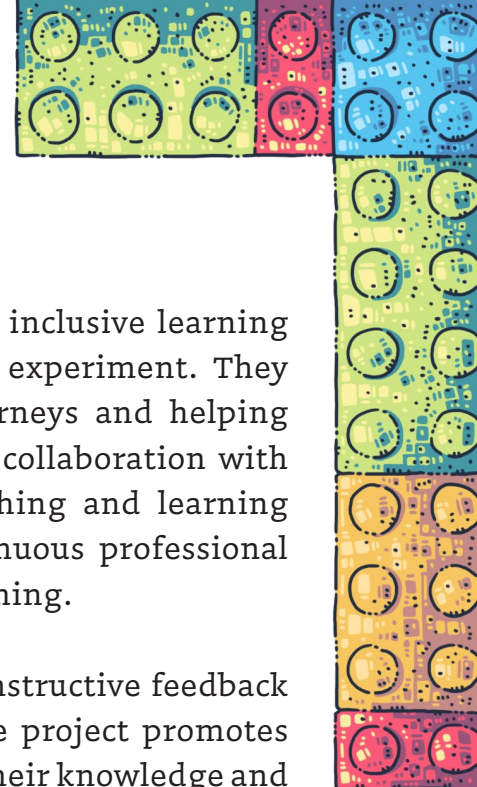 inclusive learning
experiment. They
rneys and helping
collaboration with
hing and learning
nuous professional
ning.
nstructive feedback
e project promotes
heir knowledge and